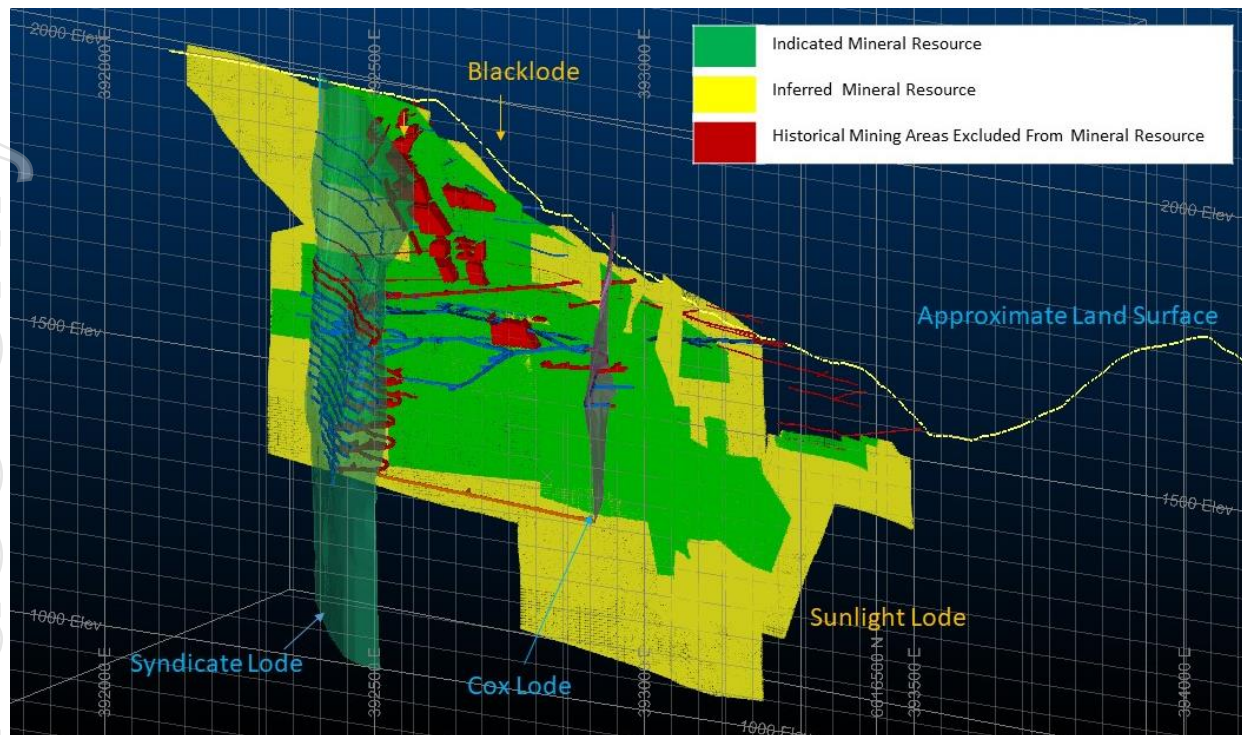 2000 Elev
392000 E
392500 E
393000 E
Blacklode
Indicated Mineral Resource
Inferred Mineral Resource
Historical Mining Areas Excluded From Mineral Resource
2000 Elev
1500 Elev
Approximate Land Surface
1500 Elev
1000 Elev
Syndicate Lode
Cox Lode
Sunlight Lode
392000 E
392500 E
393000 E
6616500 N
393500 E
394000 E
1000 Elev